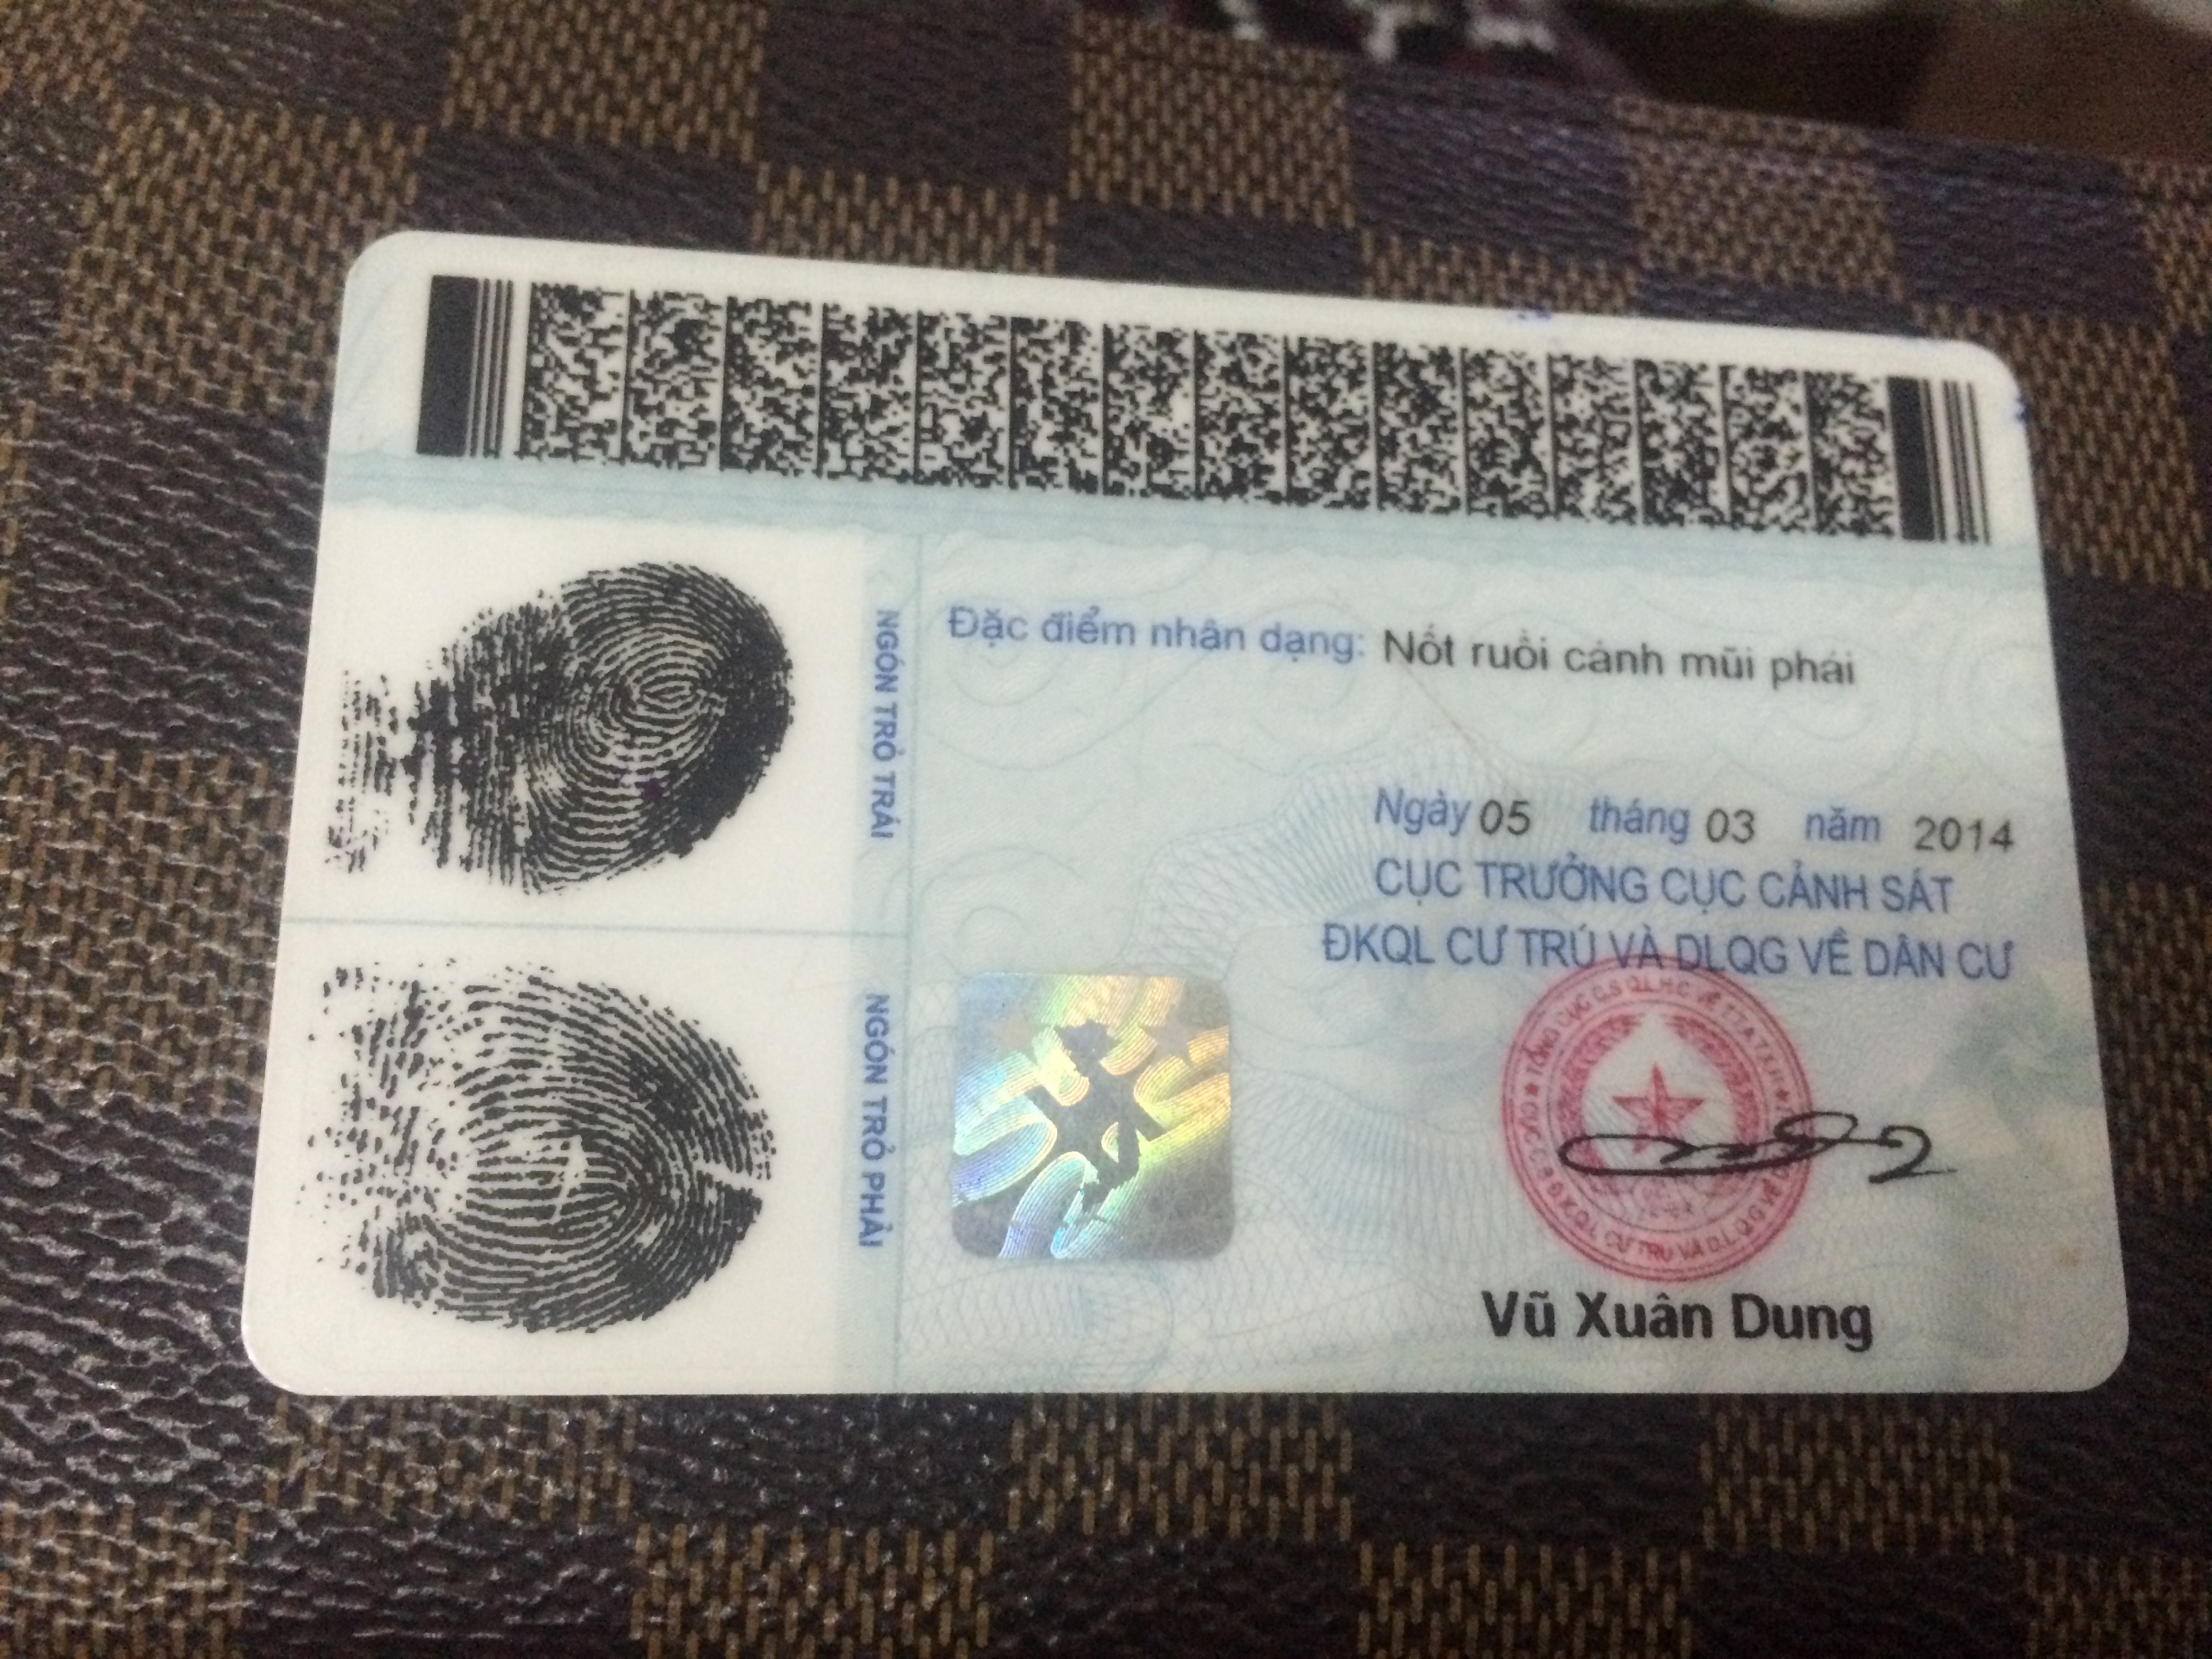 Đặc điểm nhân dạng: Nốt ruồi cánh mũi phải
NGÓN TRỎ TRÁI
NGÓN TRỎ PHẢI
Ngày 05 tháng 03 năm 2014
CỤC TRƯỞNG CỤC CẢNH SÁT
ĐKQL CƯ TRÚ VÀ DLQG VỀ DÂN CƯ
Vũ Xuân Dung